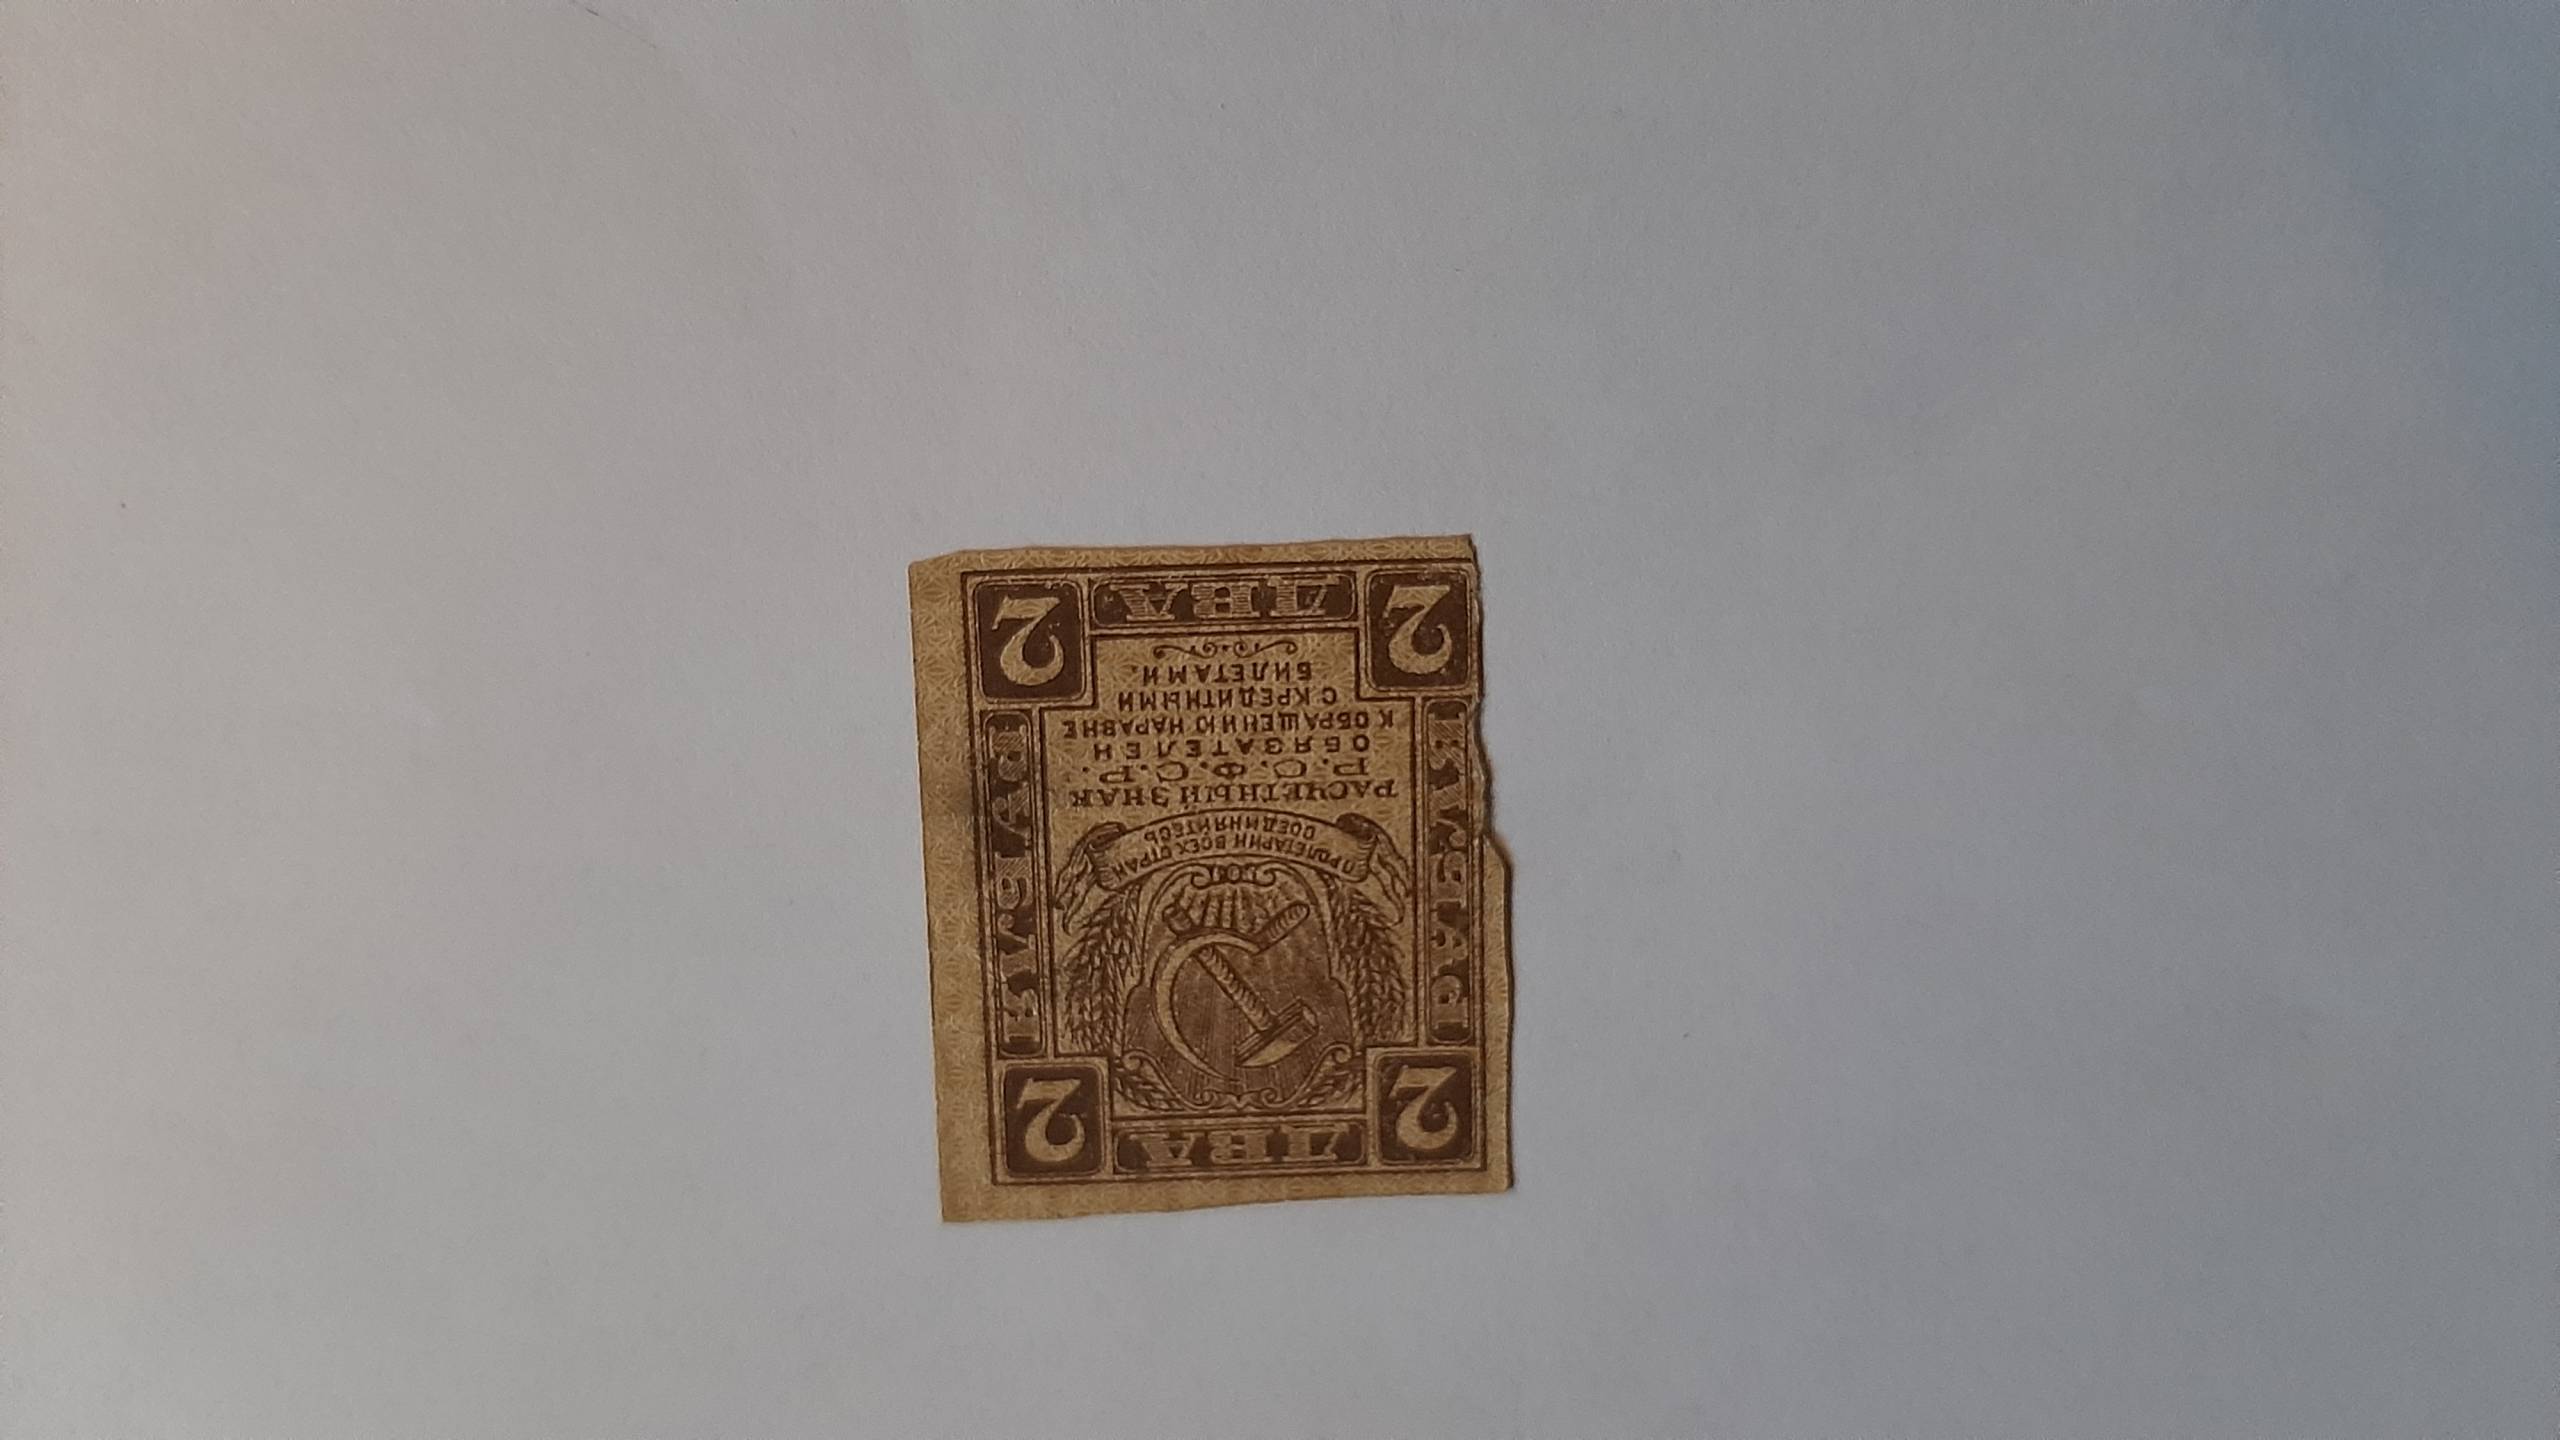 2 ДВА 2
ПРОЛЕТАРИИ ВСЕХ СТРАН
СОЕДИНЯЙТЕСЬ
РАСЧЕТНЫЙ ЗНАК
Р.С.Ф.С.Р.
ОБЯЗАТЕЛЕН
К ОБРАЩЕНИЮ НАРАВНЕ
С КРЕДИТНЫМИ
БИЛЕТАМИ.
РУБЛЯ
РУБЛЯ
2 ДВА 2